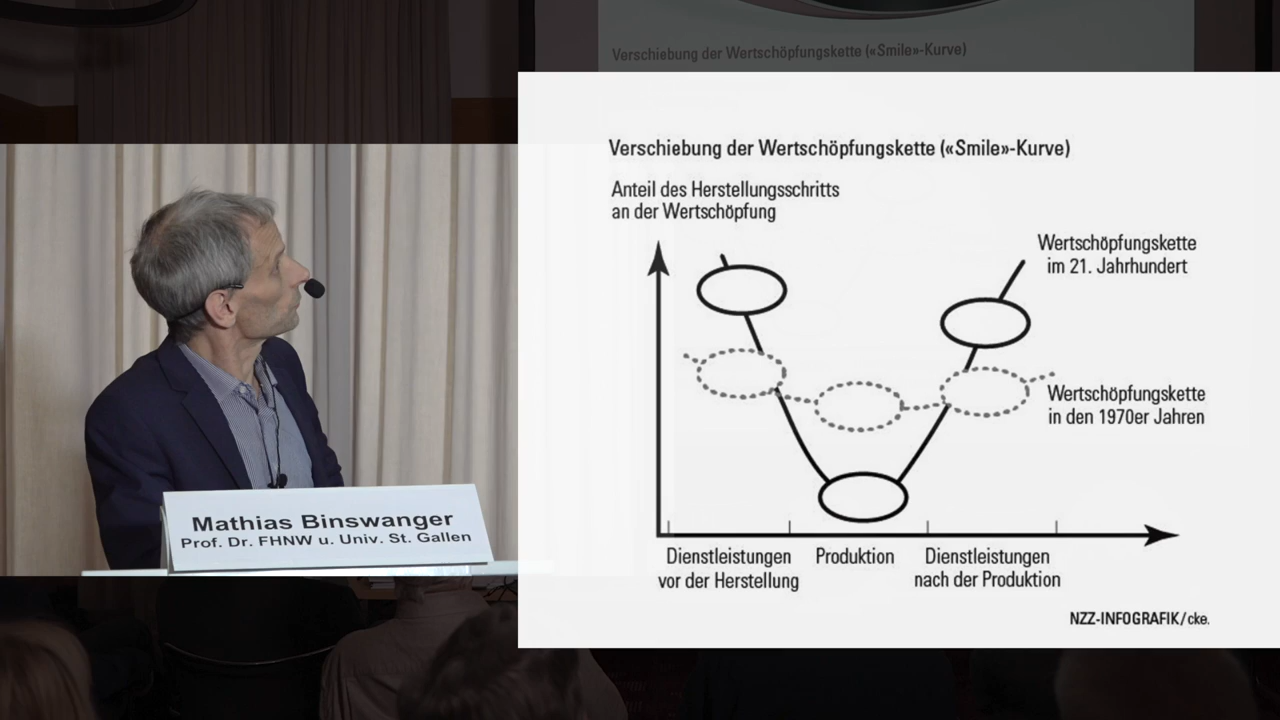 Verschiebung der Wertschöpfungskette («Smile»-Kurve)
Verschiebung der Wertschöpfungskette («Smile»-Kurve)
Anteil des Herstellungsschritts
an der Wertschöpfung
Wertschöpfungskette
im 21. Jahrhundert
Wertschöpfungskette
in den 1970er Jahren
Dienstleistungen
vor der Herstellung
Produktion
Dienstleistungen
nach der Produktion
NZZ-INFOGRAFIK/cke.
Mathias Binswanger
Prof. Dr. FHNW u. Univ. St. Gallen